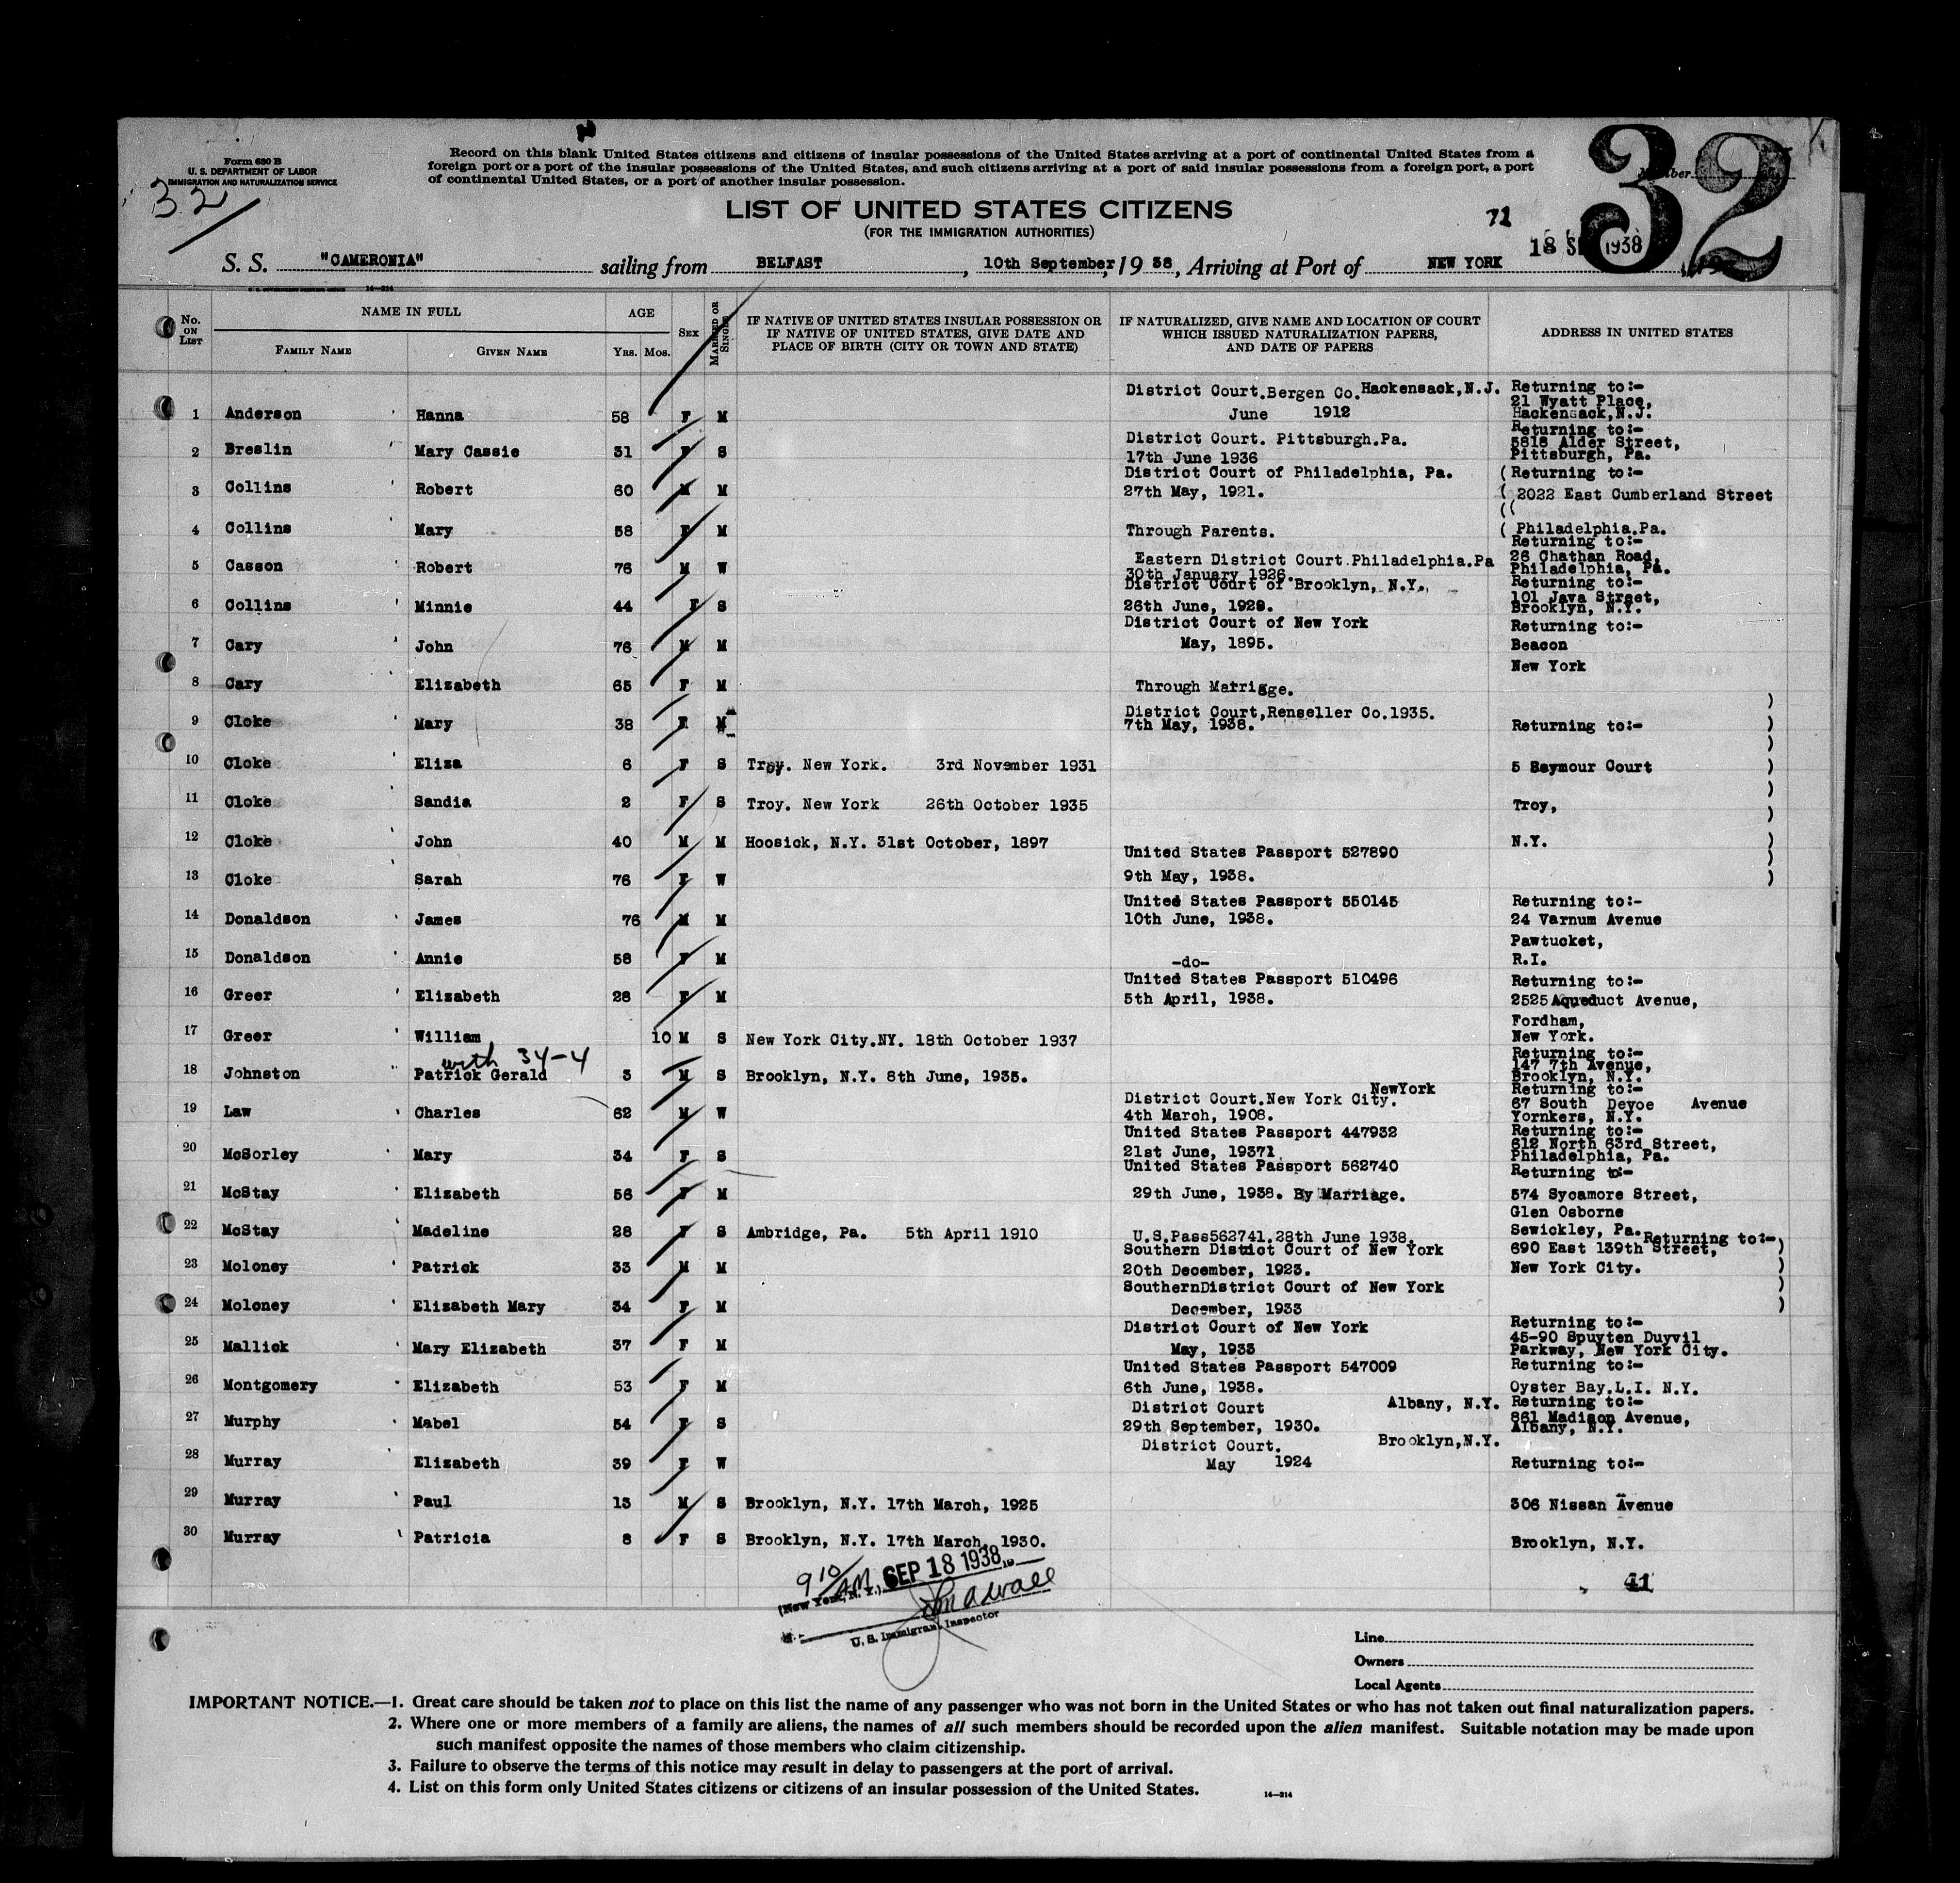 Form 630 B
U. S. DEPARTMENT OF LABOR
IMMIGRATION AND NATURALIZATION SERVICE
32
Record on this blank United States citizens and citizens of insular possessions of the United States arriving at a port of continental United States from a
foreign port or a port of the insular possessions of the United States, and such citizens arriving at a port of said insular possessions from a foreign port, a port
of continental United States, or a port of another insular possession.
32
LIST OF UNITED STATES CITIZENS
(FOR THE IMMIGRATION AUTHORITIES)
18 1938
S. S. "CAMERONIA" sailing from BELFAST, 10th September, 19 38, Arriving at Port of NEW YORK
No. ON LIST NAME IN FULL AGE SEX MARRIED OR SINGLE IF NATIVE OF UNITED STATES INSULAR POSSESSION OR IF NATIVE OF UNITED STATES, GIVE DATE AND PLACE OF BIRTH (CITY OR TOWN AND STATE) IF NATURALIZED, GIVE NAME AND LOCATION OF COURT WHICH ISSUED NATURALIZATION PAPERS, AND DATE OF PAPERS ADDRESS IN UNITED STATES
FAMILY NAME GIVEN NAME YRS. MOS.
District Court.Bergen Co.Hackensack,N.J. Returning to:-
21 Wyatt Place,
1 Anderson Hanna 58 F M June 1912 Hackensack,N.J.
Returning to:-
District Court. Pittsburgh.Pa. 5818 Alder Street,
2 Breslin Mary Cassie 31 F S 17th June 1936 Pittsburgh, Pa.
District Court of Philadelphia, Pa. (Returning to:-
3 Collins Robert 60 M M 27th May, 1921. ( 2022 East Cumberland Street
((
4 Collins Mary 58 F M Through Parents. ( Philadelphia.Pa.
Returning to:-
Eastern District Court.Philadelphia.Pa 26 Chathan Road,
5 Casson Robert 76 M W 30th January 1926. Philadelphia, Pa.
District Court of Brooklyn, N.Y. Returning to:-
101 Java Street,
6 Collins Minnie 44 F S 26th June, 1928. Brooklyn, N.Y.
District Court of New York Returning to:-
7 Cary John 76 M M May, 1895. Beacon
New York
8 Cary Elizabeth 65 F M Through Marriage.
District Court,Renseller Co.1935.
9 Cloke Mary 38 F M 7th May, 1938. Returning to:-
10 Cloke Eliza 6 F S Troy. New York. 3rd November 1931 5 Seymour Court
11 Cloke Sandia 2 F S Troy. New York 26th October 1935 Troy,
12 Cloke John 40 M M Hoosick, N.Y. 31st October, 1897 N.Y.
United States Passport 527890
13 Cloke Sarah 76 F W 9th May, 1938.
United States Passport 550145 Returning to:-
14 Donaldson James 76 M M 10th June, 1938. 24 Varnum Avenue
Pawtucket,
15 Donaldson Annie 58 F M -do- R.I.
United States Passport 510496 Returning to:-
16 Greer Elizabeth 28 F M 5th April, 1938. 2525 Aqueduct Avenue,
Fordham,
17 Greer William 10 M S New York City.NY. 18th October 1937 New York.
with 34-4 Returning to:-
147 7th Avenue,
18 Johnston Patrick Gerald 3 M S Brooklyn, N.Y. 8th June, 1935. Brooklyn, N.Y.
NewYork Returning to:-
District Court.New York City. 67 South Devoe Avenue
19 Law Charles 62 M W 4th March, 1908. Yornkers, N.Y.
United States Passport 447932 Returning to:-
612 North 63rd Street,
20 McSorley Mary 34 F S 21st June, 19371 Philadelphia, Pa.
United States Passport 562740 Returning to:-
21 McStay Elizabeth 56 F M 29th June, 1938. By Marriage. 574 Sycamore Street,
Glen Osborne
22 McStay Madeline 28 F S Ambridge, Pa. 5th April 1910 U.S.Pass562741.28th June 1938. Sewickley, Pa. Returning to:-
Southern District Court of New York 690 East 139th Street,
23 Moloney Patrick 33 M M 20th December, 1923. New York City.
SouthernDistrict Court of New York
24 Moloney Elizabeth Mary 34 F M December, 1933
District Court of New York Returning to:-
45-90 Spuyten Duyvil
25 Mallick Mary Elizabeth 37 F M May, 1933 Parkway, New York City.
United States Passport 547009 Returning to:-
26 Montgomery Elizabeth 53 F M 6th June, 1938. Oyster Bay.L.I. N.Y.
District Court Albany, N.Y. Returning to:-
861 Madison Avenue,
27 Murphy Mabel 54 F S 29th September, 1930. Albany, N.Y.
District Court. Brooklyn,N.Y.
28 Murray Elizabeth 39 F W May 1924 Returning to:-
29 Murray Paul 13 M S Brooklyn, N.Y. 17th March, 1925 306 Nissan Avenue
30 Murray Patricia 8 F S Brooklyn, N.Y. 17th March, 1930. Brooklyn, N.Y.
910 AM SEP 18 1938 19
(New York, N. Y.)
41
U. S. Immigrant Inspector
Line
Owners
Local Agents
IMPORTANT NOTICE.—1. Great care should be taken not to place on this list the name of any passenger who was not born in the United States or who has not taken out final naturalization papers.
2. Where one or more members of a family are aliens, the names of all such members should be recorded upon the alien manifest. Suitable notation may be made upon
such manifest opposite the names of those members who claim citizenship.
3. Failure to observe the terms of this notice may result in delay to passengers at the port of arrival.
4. List on this form only United States citizens or citizens of an insular possession of the United States.
14—214